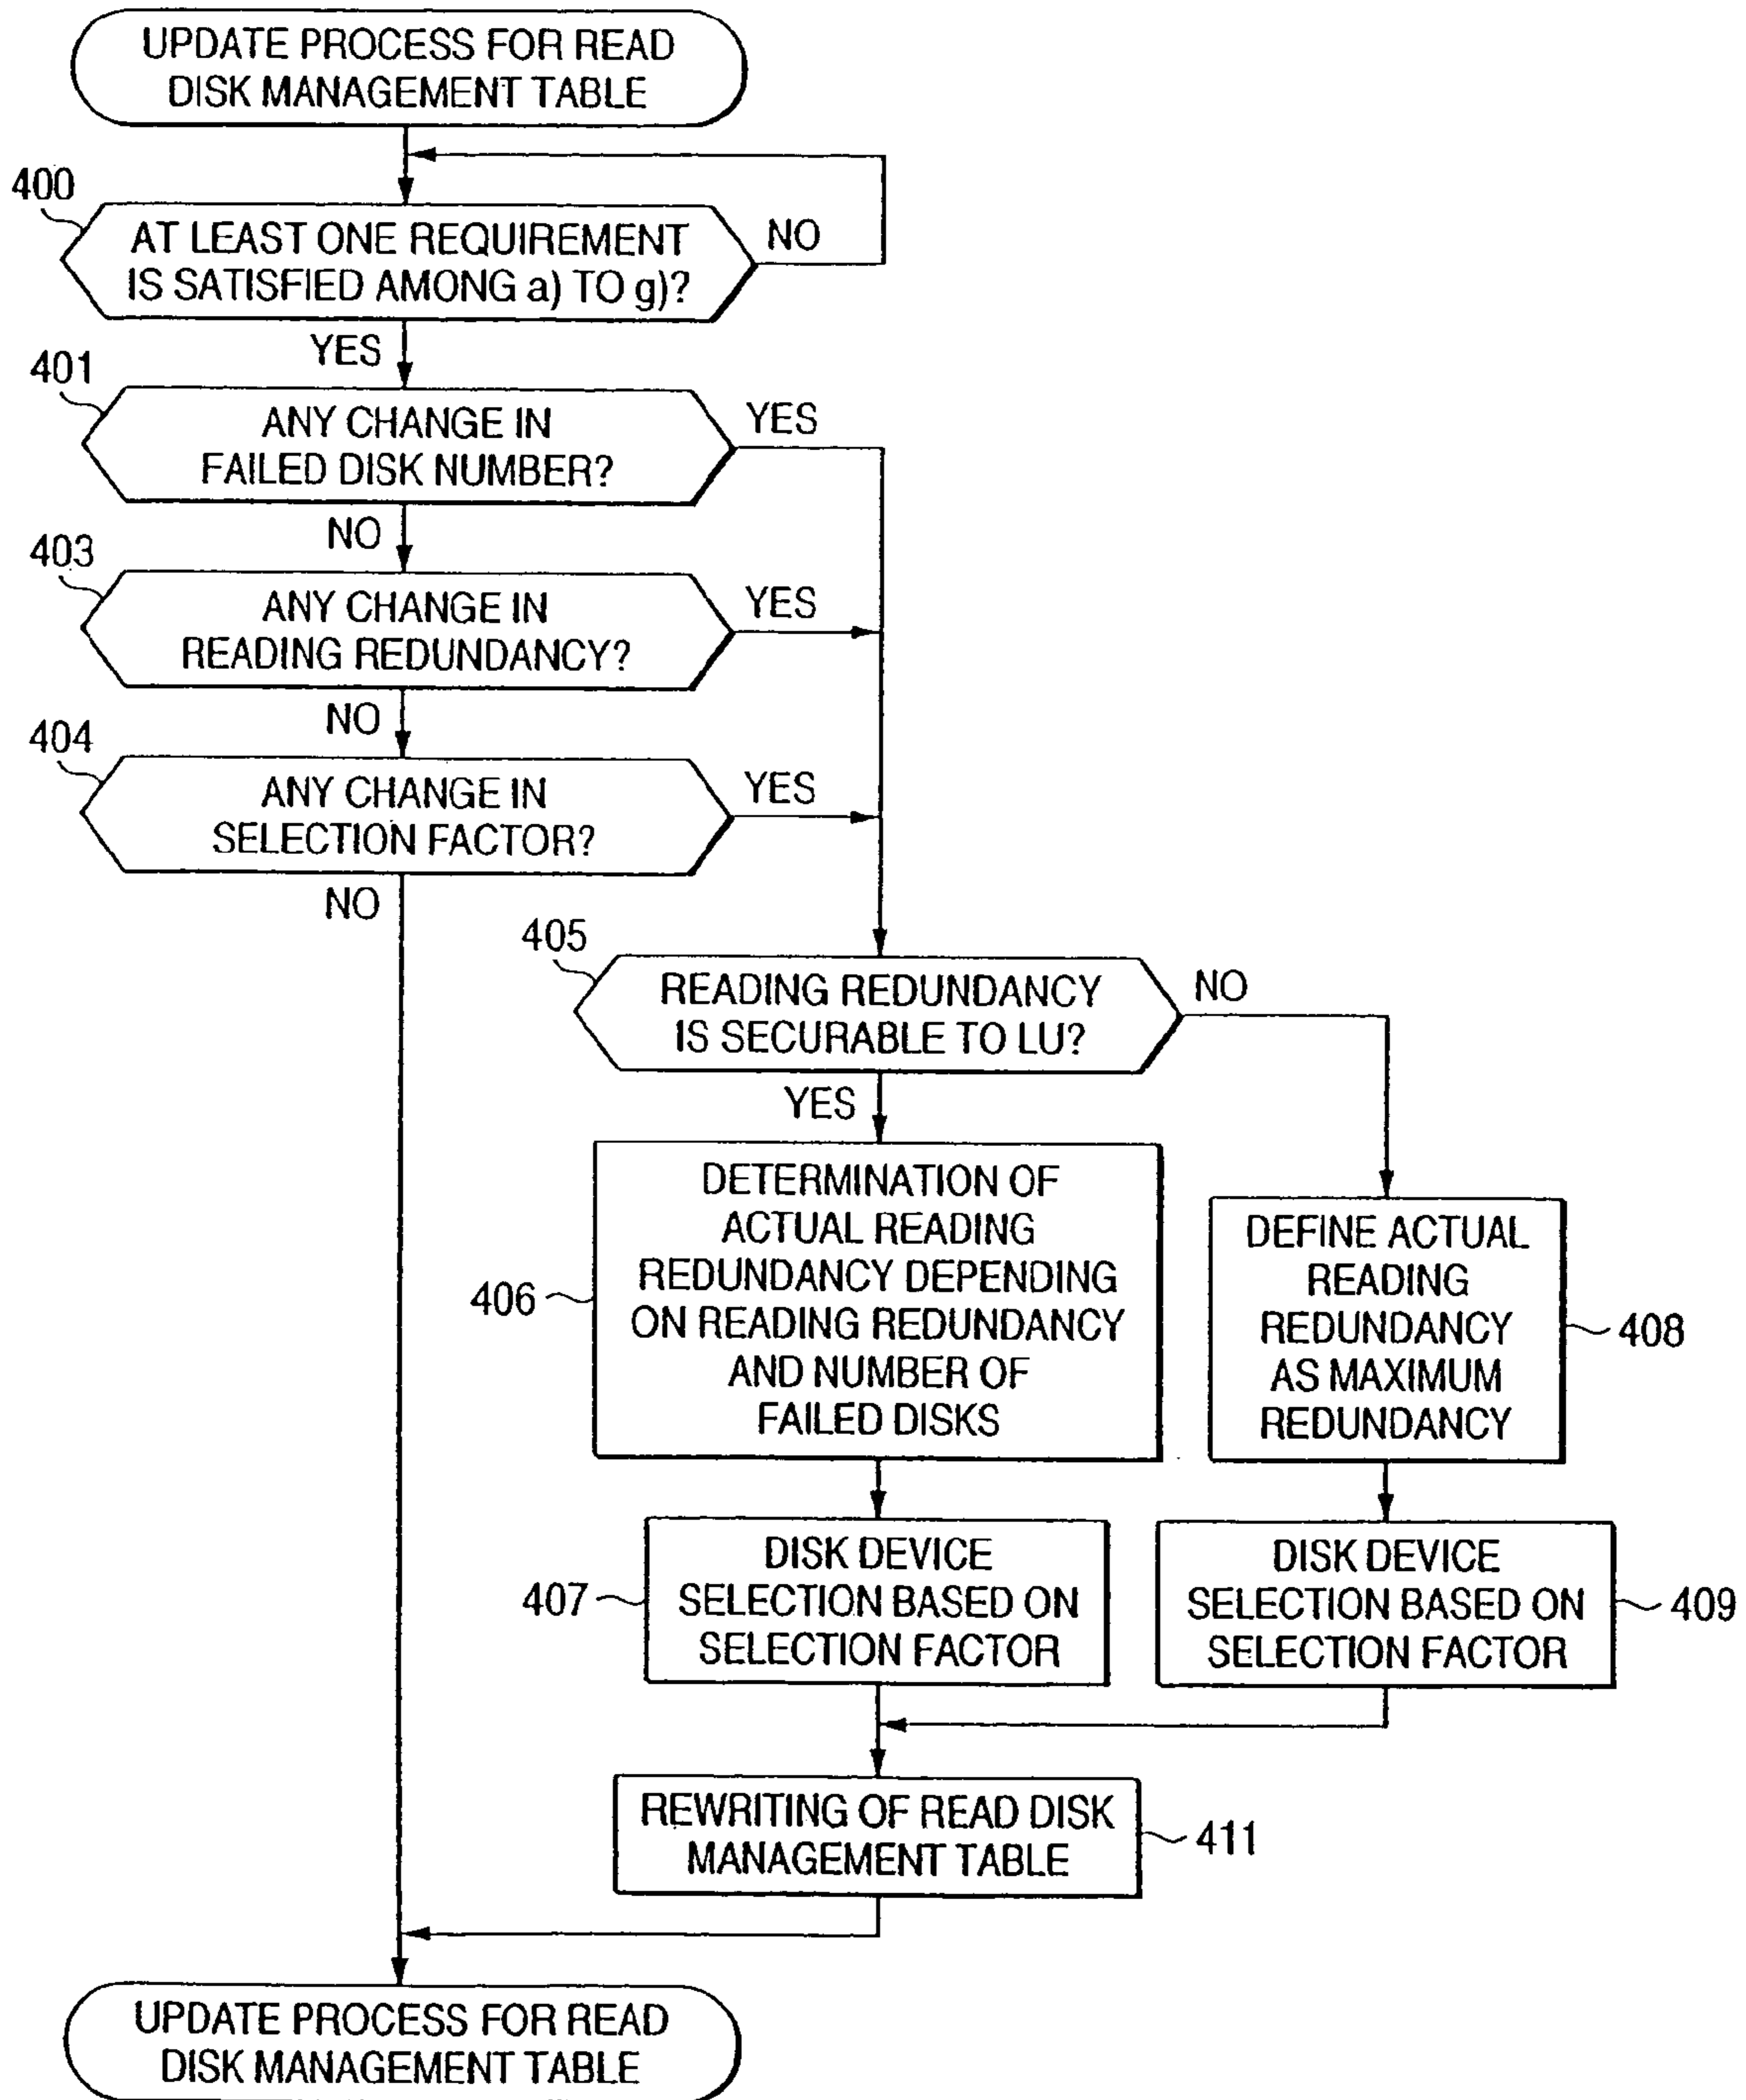 UPDATE PROCESS FOR READ
DISK MANAGEMENT TABLE
400
AT LEAST ONE REQUIREMENT
IS SATISFIED AMONG a) TO g)?
NO
YES
401
ANY CHANGE IN
FAILED DISK NUMBER?
YES
NO
403
ANY CHANGE IN
READING REDUNDANCY?
YES
NO
404
ANY CHANGE IN
SELECTION FACTOR?
YES
NO
405
READING REDUNDANCY
IS SECURABLE TO LU?
NO
YES
406
DETERMINATION OF
ACTUAL READING
REDUNDANCY DEPENDING
ON READING REDUNDANCY
AND NUMBER OF
FAILED DISKS
DEFINE ACTUAL
READING
REDUNDANCY
AS MAXIMUM
REDUNDANCY
408
407
DISK DEVICE
SELECTION BASED ON
SELECTION FACTOR
DISK DEVICE
SELECTION BASED ON
SELECTION FACTOR
409
REWRITING OF READ DISK
MANAGEMENT TABLE
411
UPDATE PROCESS FOR READ
DISK MANAGEMENT TABLE